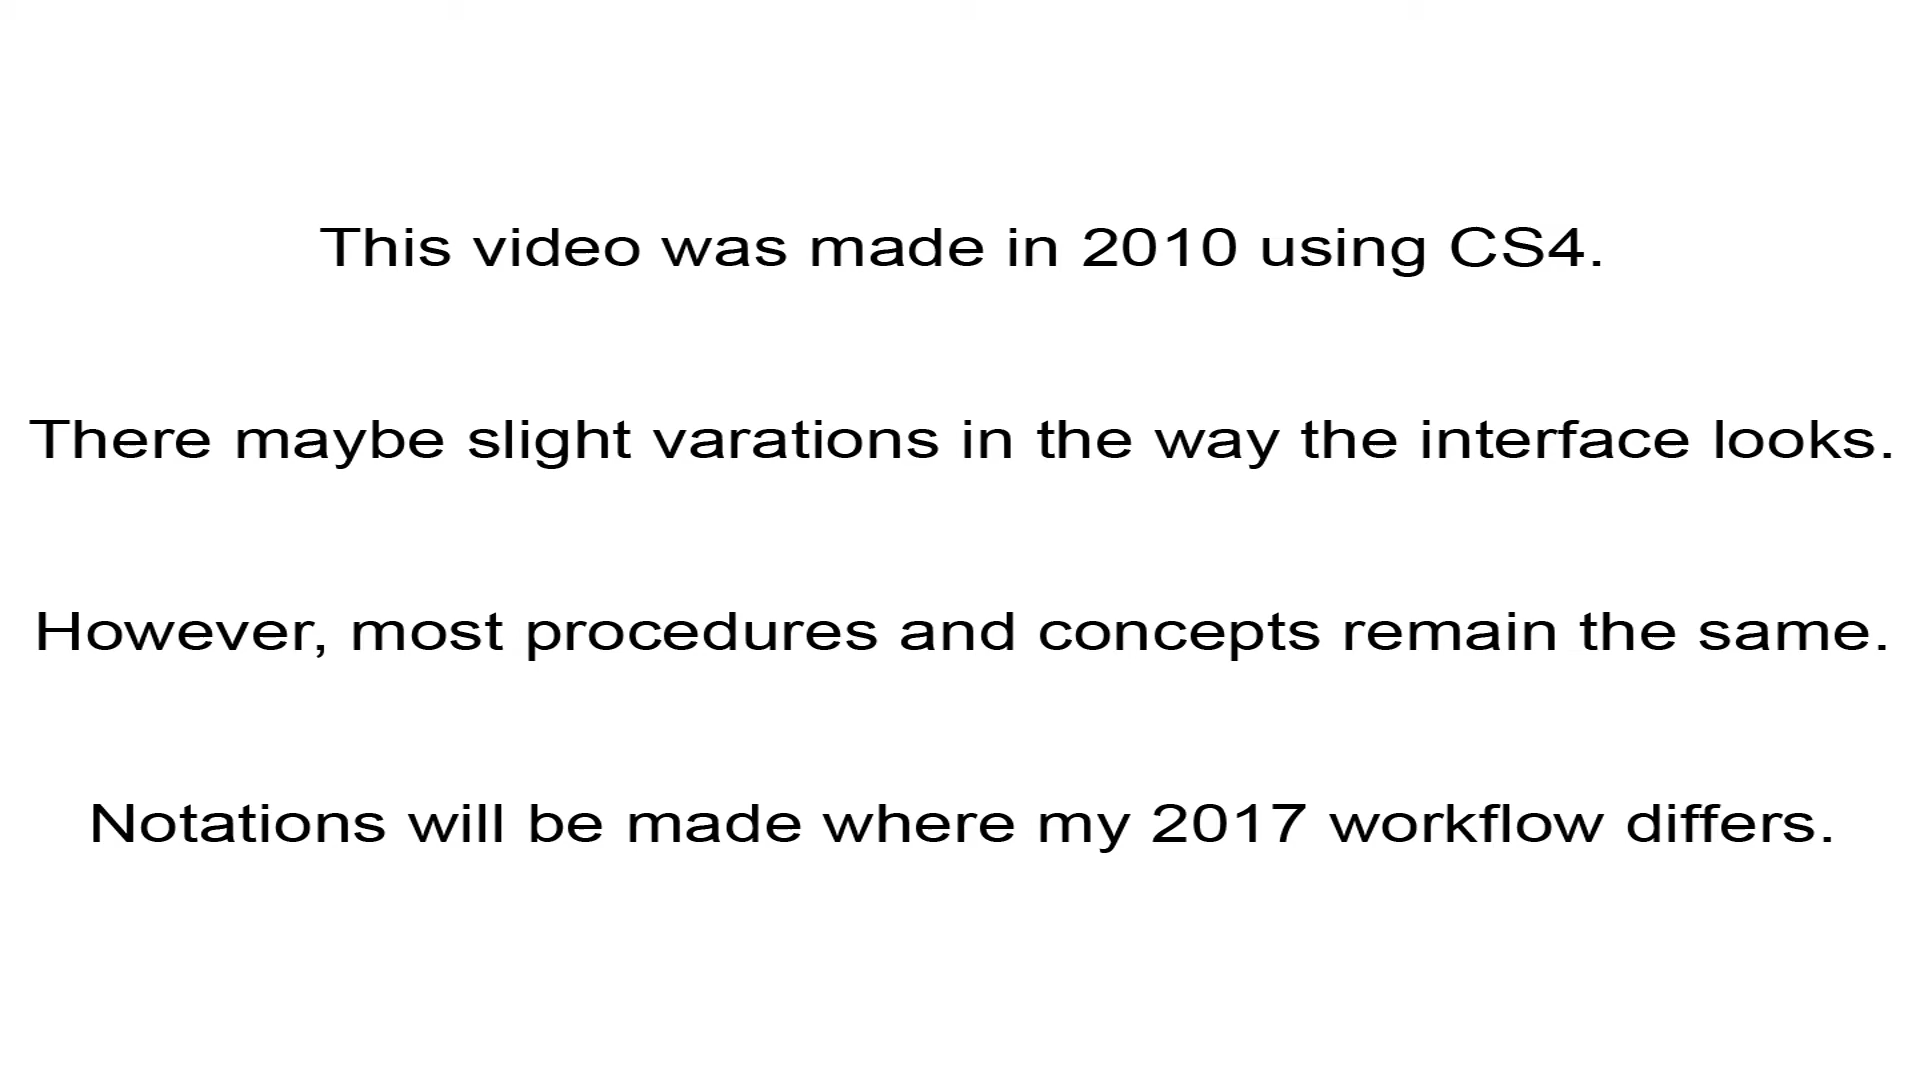 This video was made in 2010 using CS4.
There maybe slight varations in the way the interface looks.
However, most procedures and concepts remain the same.
Notations will be made where my 2017 workflow differs.